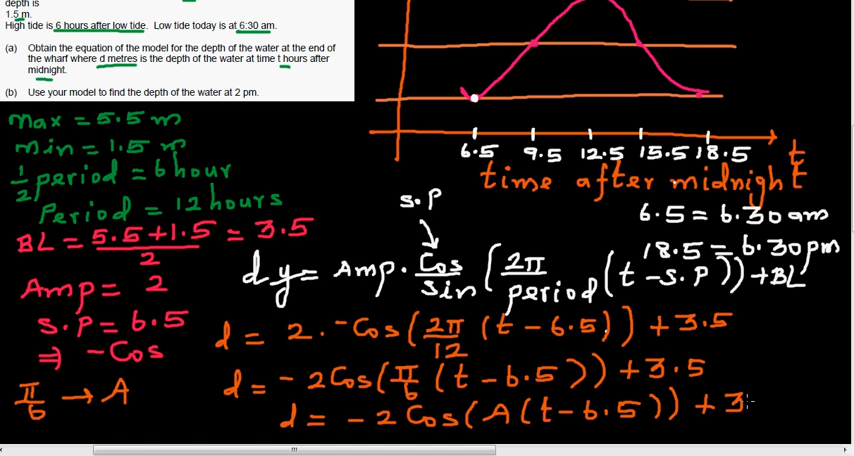 depth is
1.5 m.
High tide is 6 hours after low tide. Low tide today is at 6:30 am.
(a) Obtain the equation of the model for the depth of the water at the end of
the wharf where d metres is the depth of the water at time t hours after
midnight.
(b) Use your model to find the depth of the water at 2 pm.
max = 5.5 m
min = 1.5 m
1/2 period = 6 hour
Period = 12 hours
BL = (5.5+1.5)/2 = 3.5
Amp = 2
S.P = 6.5
⇒ -Cos
π/6 → A
6.5 9.5 12.5 15.5 18.5 t
time after midnight
6.5 = 6.30am
18.5 = 6.30pm
S.P
d y = Amp. Cos/Sin (2π/period (t - S.P)) + BL
d = 2 . -Cos(2π/12 (t - 6.5)) + 3.5
d = -2Cos(π/6 (t - 6.5)) + 3.5
d = -2 Cos(A(t - 6.5)) + 3